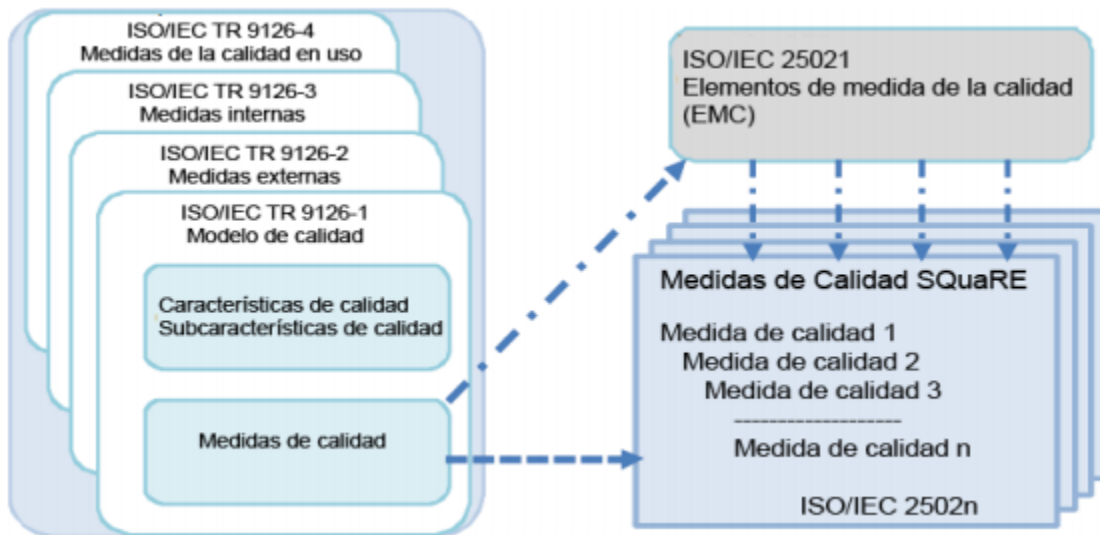 ISO/IEC TR 9126-4
Medidas de la calidad en uso
ISO/IEC TR 9126-3
Medidas internas
ISO/IEC TR 9126-2
Medidas externas
ISO/IEC TR 9126-1
Modelo de calidad
Características de calidad
Subcaracterísticas de calidad
Medidas de calidad
ISO/IEC 25021
Elementos de medida de la calidad
(EMC)
Medidas de Calidad SQuaRE
Medida de calidad 1
Medida de calidad 2
Medida de calidad 3
-------------------
Medida de calidad n
ISO/IEC 2502n